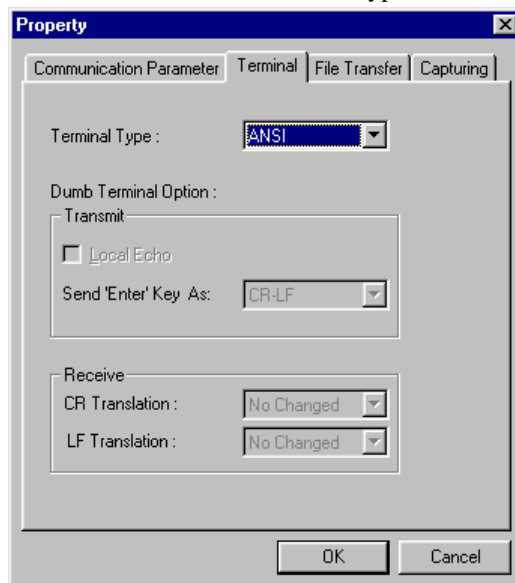 Property
Communication Parameter Terminal File Transfer Capturing
Terminal Type : ANSI
Dumb Terminal Option :
Transmit
Local Echo
Send 'Enter' Key As: CR-LF
Receive
CR Translation : No Changed
LF Translation : No Changed
OK Cancel